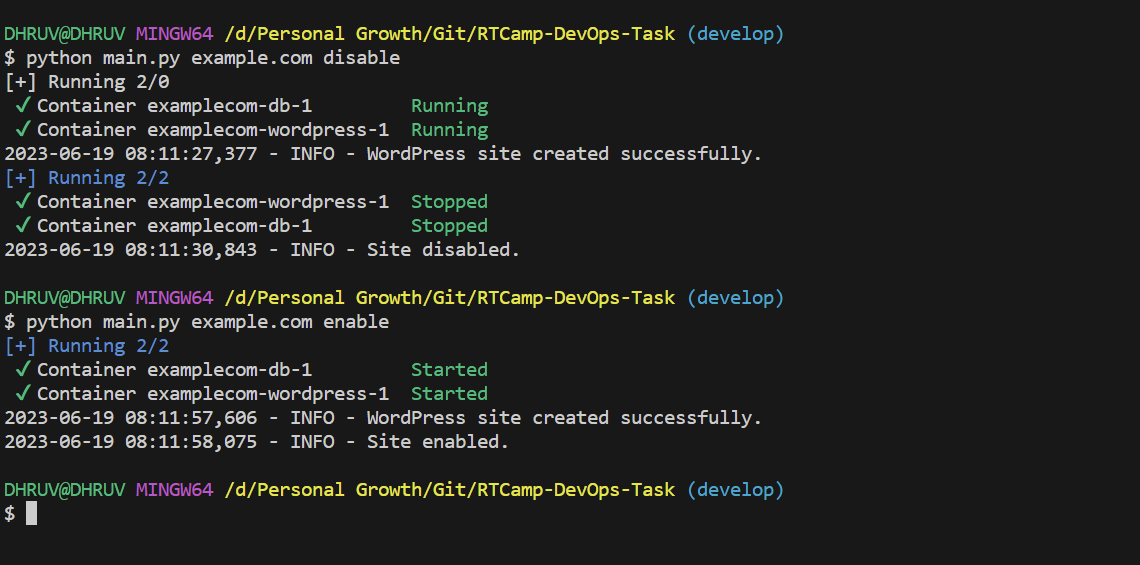 DHRUV@DHRUV MINGW64 /d/Personal Growth/Git/RTCamp-DevOps-Task (develop)
$ python main.py example.com disable
[+] Running 2/0
✓ Container examplecom-db-1 Running
✓ Container examplecom-wordpress-1 Running
2023-06-19 08:11:27,377 - INFO - WordPress site created successfully.
[+] Running 2/2
✓ Container examplecom-wordpress-1 Stopped
✓ Container examplecom-db-1 Stopped
2023-06-19 08:11:30,843 - INFO - Site disabled.
DHRUV@DHRUV MINGW64 /d/Personal Growth/Git/RTCamp-DevOps-Task (develop)
$ python main.py example.com enable
[+] Running 2/2
✓ Container examplecom-db-1 Started
✓ Container examplecom-wordpress-1 Started
2023-06-19 08:11:57,606 - INFO - WordPress site created successfully.
2023-06-19 08:11:58,075 - INFO - Site enabled.
DHRUV@DHRUV MINGW64 /d/Personal Growth/Git/RTCamp-DevOps-Task (develop)
$